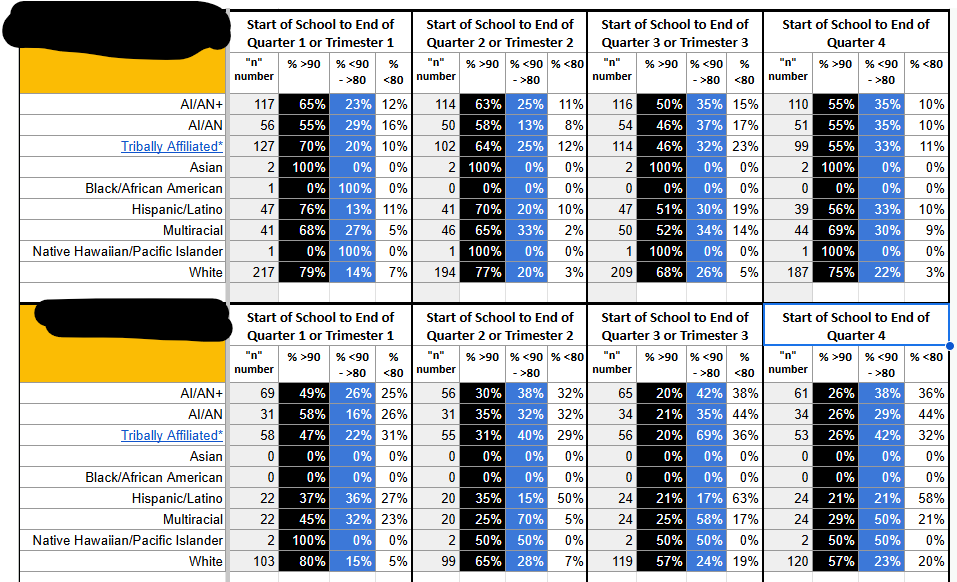 Start of School to End of Quarter 1 or Trimester 1 Start of School to End of Quarter 2 or Trimester 2 Start of School to End of Quarter 3 or Trimester 3 Start of School to End of Quarter 4
"n" number % >90 % <90 - >80 % <80 "n" number % >90 % <90 - >80 % <80 "n" number % >90 % <90 - >80 % <80 "n" number % >90 % <90 - >80 % <80
AI/AN+ 117 65% 23% 12% 114 63% 25% 11% 116 50% 35% 15% 110 55% 35% 10%
AI/AN 56 55% 29% 16% 50 58% 13% 8% 54 46% 37% 17% 51 55% 35% 10%
Tribally Affiliated* 127 70% 20% 10% 102 64% 25% 12% 114 46% 32% 23% 99 55% 33% 11%
Asian 2 100% 0% 0% 2 100% 0% 0% 2 100% 0% 0% 2 100% 0% 0%
Black/African American 1 0% 100% 0% 0 0% 0% 0% 0 0% 0% 0% 0 0% 0% 0%
Hispanic/Latino 47 76% 13% 11% 41 70% 20% 10% 47 51% 30% 19% 39 56% 33% 10%
Multiracial 41 68% 27% 5% 46 65% 33% 2% 50 52% 34% 14% 44 69% 30% 9%
Native Hawaiian/Pacific Islander 1 0% 100% 0% 1 100% 0% 0% 1 100% 0% 0% 1 100% 0% 0%
White 217 79% 14% 7% 194 77% 20% 3% 209 68% 26% 5% 187 75% 22% 3%
Start of School to End of Quarter 1 or Trimester 1 Start of School to End of Quarter 2 or Trimester 2 Start of School to End of Quarter 3 or Trimester 3 Start of School to End of Quarter 4
"n" number % >90 % <90 - >80 % <80 "n" number % >90 % <90 - >80 % <80 "n" number % >90 % <90 - >80 % <80 "n" number % >90 % <90 - >80 % <80
AI/AN+ 69 49% 26% 25% 56 30% 38% 32% 65 20% 42% 38% 61 26% 38% 36%
AI/AN 31 58% 16% 26% 31 35% 32% 32% 34 21% 35% 44% 34 26% 29% 44%
Tribally Affiliated* 58 47% 22% 31% 55 31% 40% 29% 56 20% 69% 36% 53 26% 42% 32%
Asian 0 0% 0% 0% 0 0% 0% 0% 0 0% 0% 0% 0 0% 0% 0%
Black/African American 0 0% 0% 0% 0 0% 0% 0% 0 0% 0% 0% 0 0% 0% 0%
Hispanic/Latino 22 37% 36% 27% 20 35% 15% 50% 24 21% 17% 63% 24 21% 21% 58%
Multiracial 22 45% 32% 23% 20 25% 70% 5% 24 25% 58% 17% 24 29% 50% 21%
Native Hawaiian/Pacific Islander 2 100% 0% 0% 2 50% 50% 0% 2 50% 50% 0% 2 50% 50% 0%
White 103 80% 15% 5% 99 65% 28% 7% 119 57% 24% 19% 120 57% 23% 20%